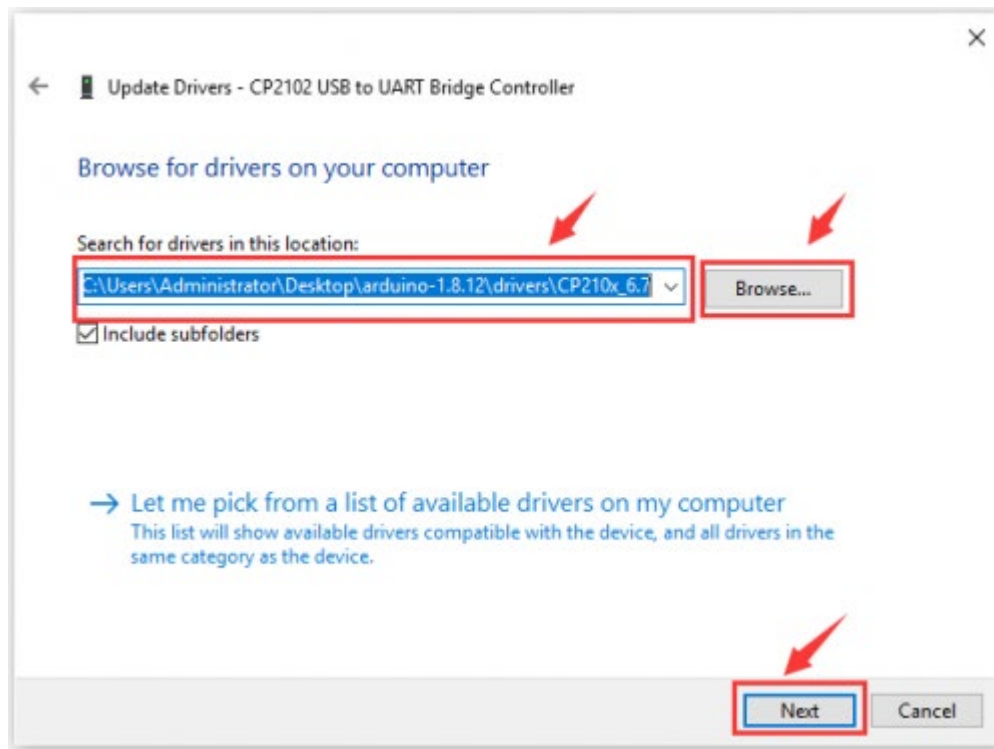 Update Drivers - CP2102 USB to UART Bridge Controller
Browse for drivers on your computer
Search for drivers in this location:
C:\Users\Administrator\Desktop\arduino-1.8.12\drivers\CP210x_6.7
Browse...
Include subfolders
Let me pick from a list of available drivers on my computer
This list will show available drivers compatible with the device, and all drivers in the
same category as the device.
Next
Cancel